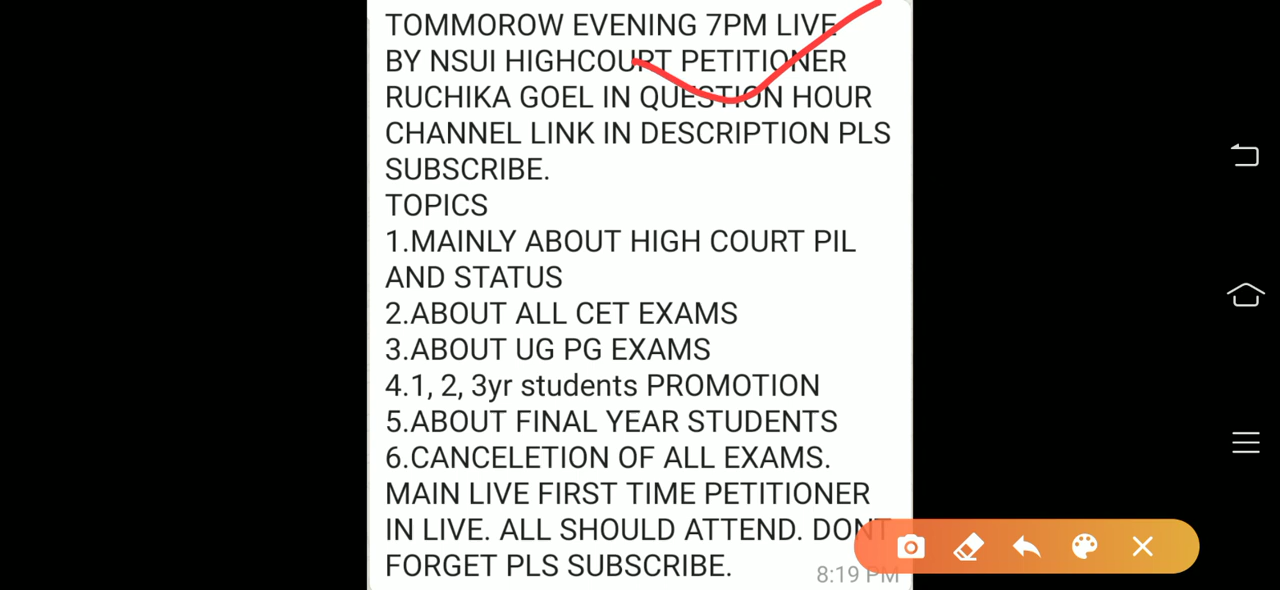 TOMMOROW EVENING 7PM LIVE
BY NSUI HIGHCOURT PETITIONER
RUCHIKA GOEL IN QUESTION HOUR
CHANNEL LINK IN DESCRIPTION PLS
SUBSCRIBE.
TOPICS
1.MAINLY ABOUT HIGH COURT PIL
AND STATUS
2.ABOUT ALL CET EXAMS
3.ABOUT UG PG EXAMS
4.1, 2, 3yr students PROMOTION
5.ABOUT FINAL YEAR STUDENTS
6.CANCELETION OF ALL EXAMS.
MAIN LIVE FIRST TIME PETITIONER
IN LIVE. ALL SHOULD ATTEND. DONT
FORGET PLS SUBSCRIBE.
8:19 PM